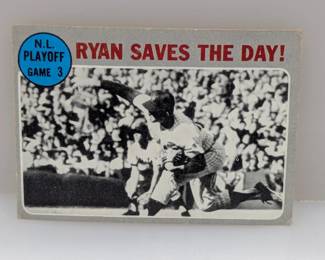 N.L.
PLAYOFF
GAME 3
RYAN SAVES THE DAY!